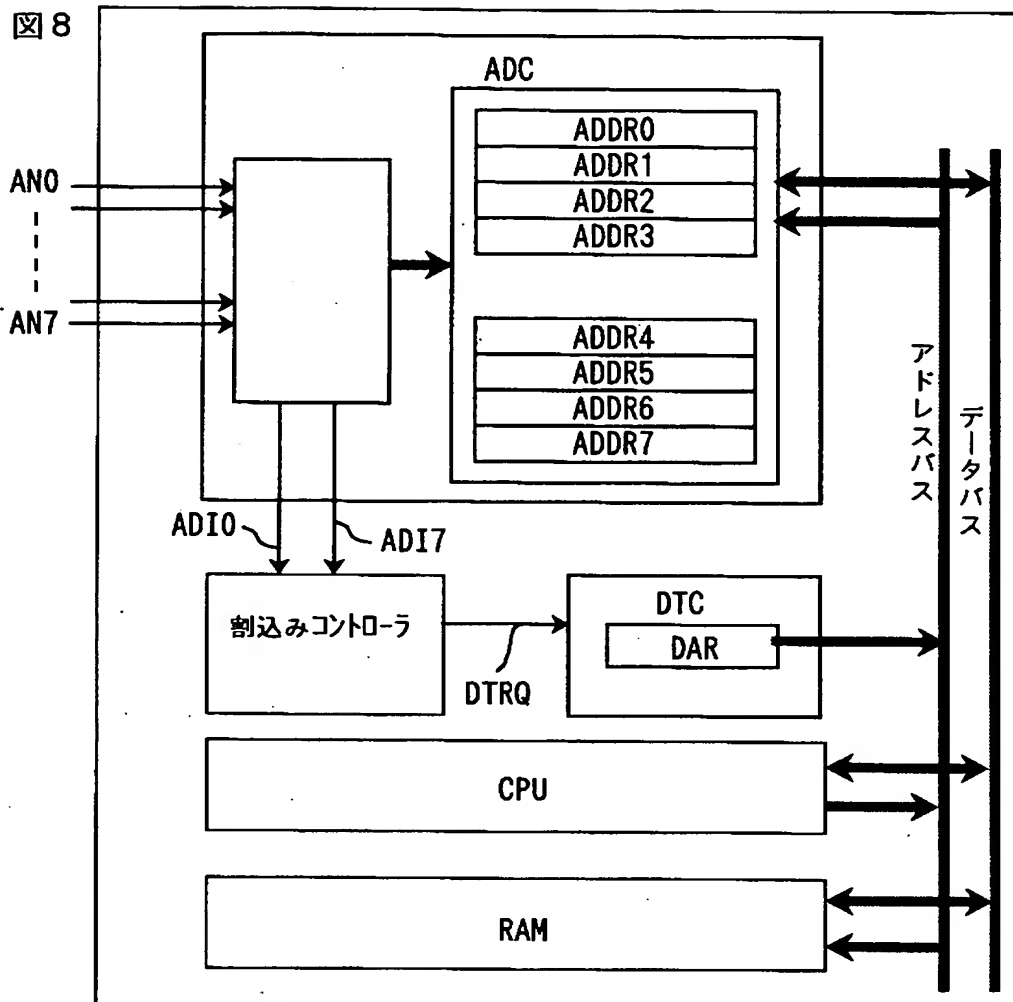 図8
ADC
ADDR0
ADDR1
ADDR2
ADDR3
AN0
AN7
ADDR4
ADDR5
ADDR6
ADDR7
アドレスバス
データバス
ADI0
ADI7
割込みコントローラ
DTRQ
DTC
DAR
CPU
RAM